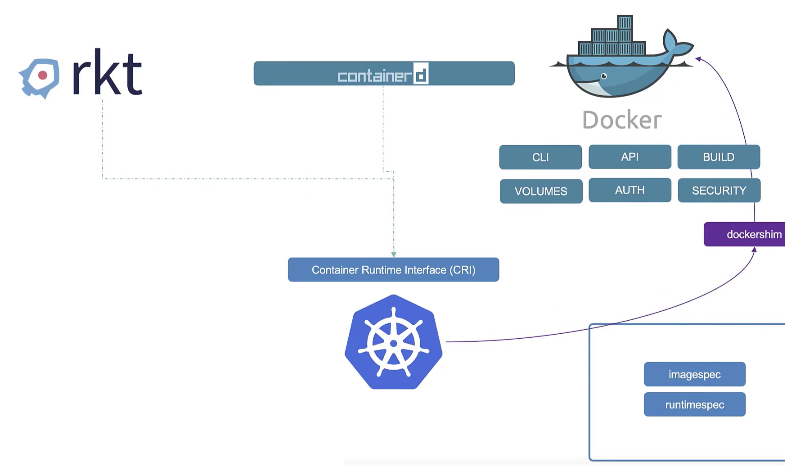 rkt
containerd
Docker
CLI
API
BUILD
VOLUMES
AUTH
SECURITY
dockershim
Container Runtime Interface (CRI)
imagespec
runtimespec